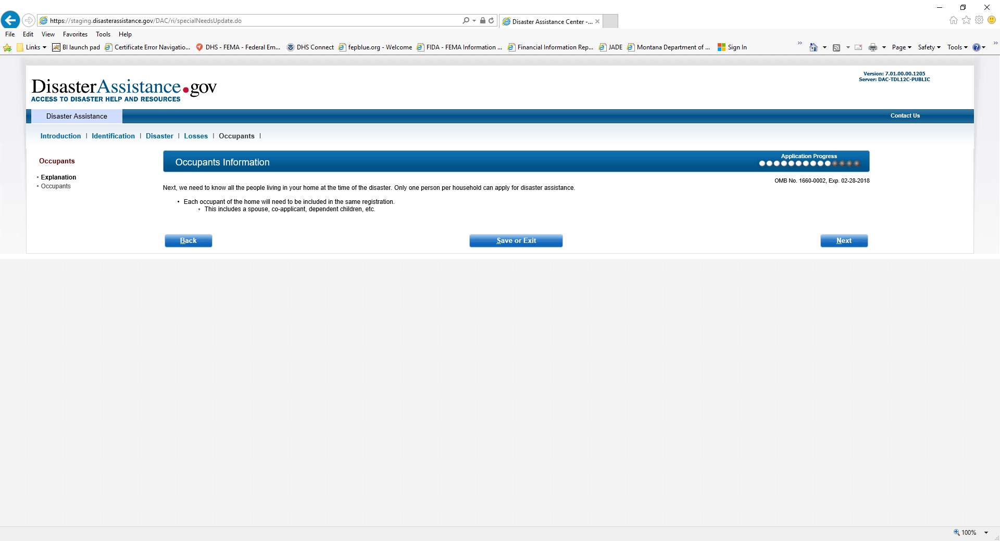 https://staging.disasterassistance.gov/DAC/ri/specialNeedsUpdate.do
Disaster Assistance Center -...
File Edit View Favorites Tools Help
Links BI launch pad Certificate Error Navigatio... DHS - FEMA - Federal Em... DHS Connect fepblue.org - Welcome FIDA - FEMA Information ... Financial Information Rep... JADE Montana Department of ... Sign In » Page Safety Tools »
Version: 7.01.00.00.1205
Server: DAC-TDL12C-PUBLIC
DisasterAssistance.gov
ACCESS TO DISASTER HELP AND RESOURCES
Disaster Assistance Contact Us
Introduction | Identification | Disaster | Losses | Occupants |
Occupants
• Explanation
• Occupants
Occupants Information
Application Progress
OMB No. 1660-0002, Exp. 02-28-2018
Next, we need to know all the people living in your home at the time of the disaster. Only one person per household can apply for disaster assistance.
• Each occupant of the home will need to be included in the same registration.
▫ This includes a spouse, co-applicant, dependent children, etc.
Back Save or Exit Next
100%